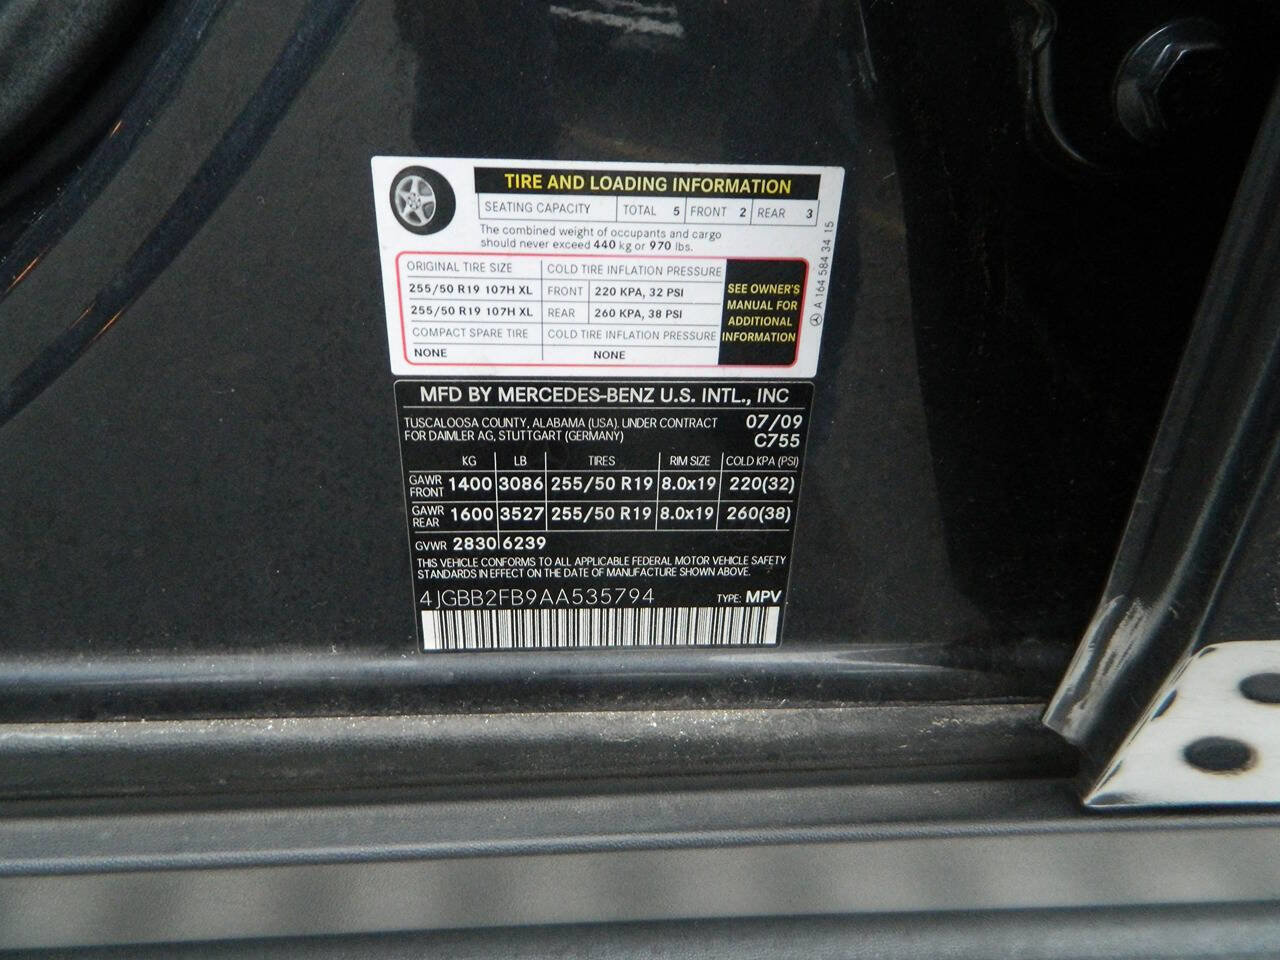 TIRE AND LOADING INFORMATION
SEATING CAPACITY TOTAL 5 FRONT 2 REAR 3
The combined weight of occupants and cargo
should never exceed 440 kg or 970 lbs.
ORIGINAL TIRE SIZE COLD TIRE INFLATION PRESSURE
255/50 R19 107H XL FRONT 220 KPA, 32 PSI
255/50 R19 107H XL REAR 260 KPA, 38 PSI
COMPACT SPARE TIRE COLD TIRE INFLATION PRESSURE
NONE NONE
SEE OWNER'S
MANUAL FOR
ADDITIONAL
INFORMATION
A 164 584 34 15
MFD BY MERCEDES-BENZ U.S. INTL., INC
TUSCALOOSA COUNTY, ALABAMA (USA). UNDER CONTRACT 07/09
FOR DAIMLER AG, STUTTGART (GERMANY) C755
KG LB TIRES RIM SIZE COLD KPA (PSI)
GAWR FRONT 1400 3086 255/50 R19 8.0x19 220(32)
GAWR REAR 1600 3527 255/50 R19 8.0x19 260(38)
GVWR 2830 6239
THIS VEHICLE CONFORMS TO ALL APPLICABLE FEDERAL MOTOR VEHICLE SAFETY
STANDARDS IN EFFECT ON THE DATE OF MANUFACTURE SHOWN ABOVE.
4JGBB2FB9AA535794 TYPE: MPV